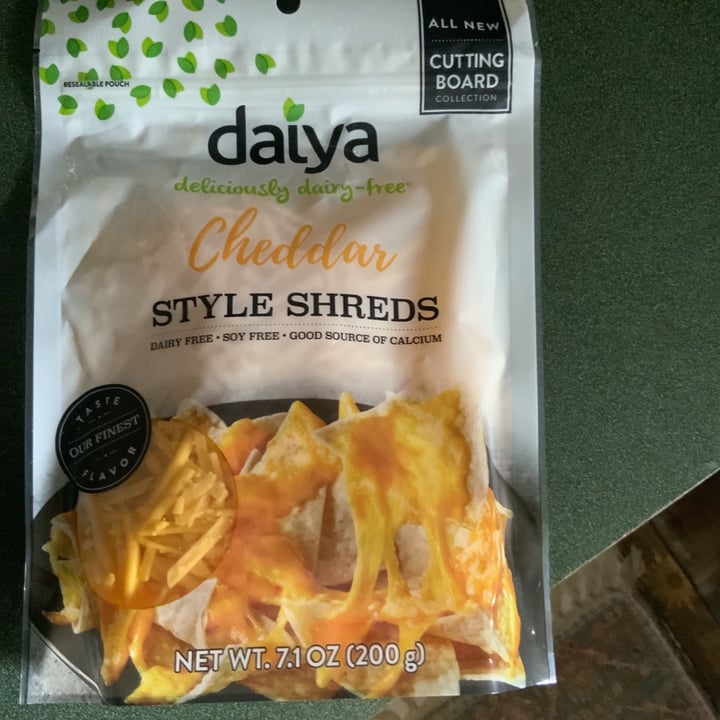 ALL NEW
CUTTING
BOARD
COLLECTION
RESEALABLE POUCH
daiya
deliciously dairy-free
Cheddar
STYLE SHREDS
DAIRY FREE • SOY FREE • GOOD SOURCE OF CALCIUM
TASTE
OUR FINEST
FLAVOR
NET WT. 7.1 OZ (200 g)